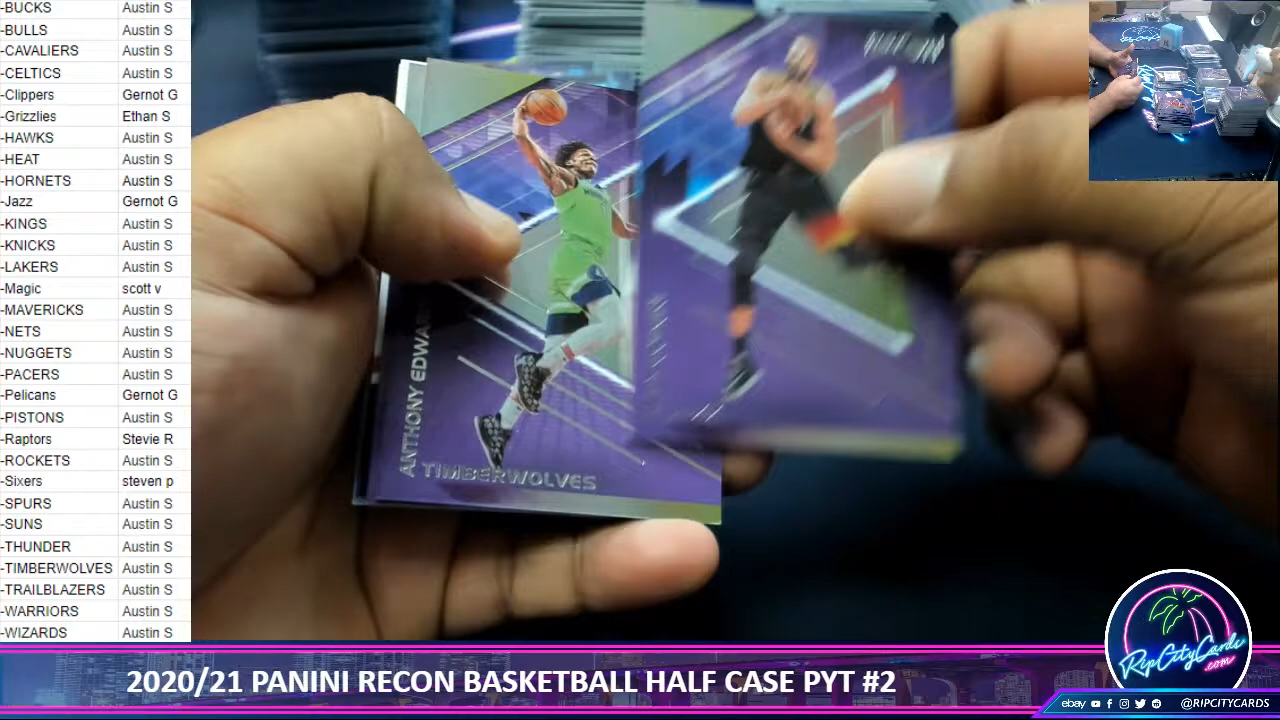 -BUCKS Austin S
-BULLS Austin S
-CAVALIERS Austin S
-CELTICS Austin S
-Clippers Gernot G
-Grizzlies Ethan S
-HAWKS Austin S
-HEAT Austin S
-HORNETS Austin S
-Jazz Gernot G
-KINGS Austin S
-KNICKS Austin S
-LAKERS Austin S
-Magic scott v
-MAVERICKS Austin S
-NETS Austin S
-NUGGETS Austin S
-PACERS Austin S
-Pelicans Gernot G
-PISTONS Austin S
-Raptors Stevie R
-ROCKETS Austin S
-Sixers steven p
-SPURS Austin S
-SUNS Austin S
-THUNDER Austin S
-TIMBERWOLVES Austin S
-TRAILBLAZERS Austin S
-WARRIORS Austin S
-WIZARDS Austin S
ANTHONY EDWA
TIMBERWOLVES
2020/21 PANINI RECON BASKETBALL HALF CASE PYT #2
RipCityCards
.com
ebay @RIPCITYCARDS